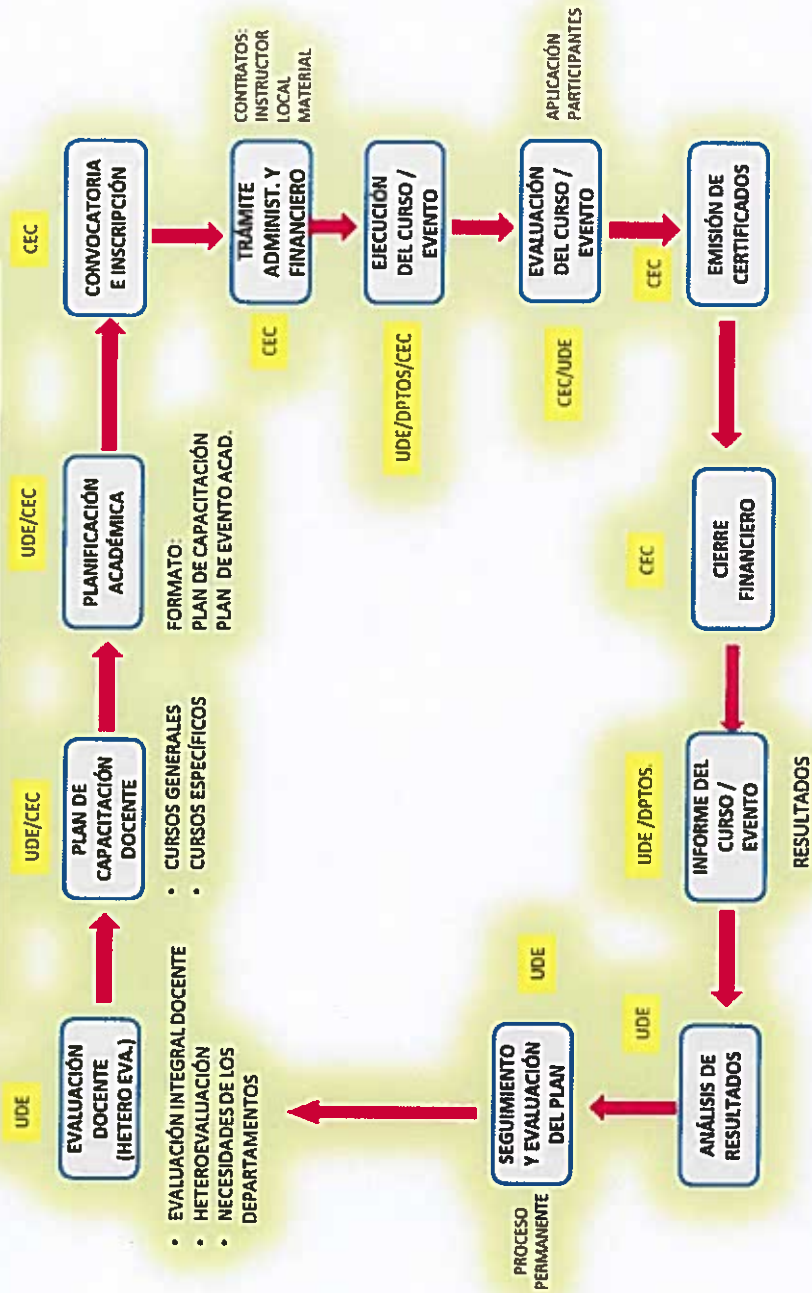 UDE
EVALUACIÓN
DOCENTE
(HETERO EVA.)
• EVALUACIÓN INTEGRAL DOCENTE
• HETEROEVALUACIÓN
• NECESIDADES DE LOS
DEPARTAMENTOS
UDE/CEC
PLAN DE
CAPACITACIÓN
DOCENTE
• CURSOS GENERALES
• CURSOS ESPECÍFICOS
UDE/CEC
PLANIFICACIÓN
ACADÉMICA
FORMATO:
PLAN DE CAPACITACIÓN
PLAN DE EVENTO ACAD.
CEC
CONVOCATORIA
E INSCRIPCIÓN
CEC
TRÁMITE
ADMINIST. Y
FINANCIERO
CONTRATOS:
INSTRUCTOR
LOCAL
MATERIAL
UDE/DPTOS/CEC
EJECUCIÓN
DEL CURSO /
EVENTO
CEC/UDE
EVALUACIÓN
DEL CURSO /
EVENTO
APLICACIÓN
PARTICIPANTES
CEC
EMISIÓN DE
CERTIFICADOS
CEC
CIERRE
FINANCIERO
UDE /DPTOS.
INFORME DEL
CURSO /
EVENTO
RESULTADOS
UDE
ANÁLISIS DE
RESULTADOS
UDE
SEGUIMIENTO
Y EVALUACIÓN
DEL PLAN
PROCESO
PERMANENTE